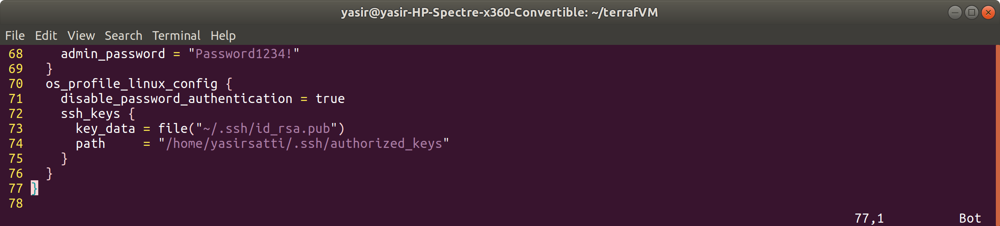 yasir@yasir-HP-Spectre-x360-Convertible: ~/terrafVM
File Edit View Search Terminal Help
68     admin_password = "Password1234!"
69   }
70   os_profile_linux_config {
71     disable_password_authentication = true
72     ssh_keys {
73       key_data = file("~/.ssh/id_rsa.pub")
74       path     = "/home/yasirsatti/.ssh/authorized_keys"
75     }
76   }
77 }
78
77,1 Bot